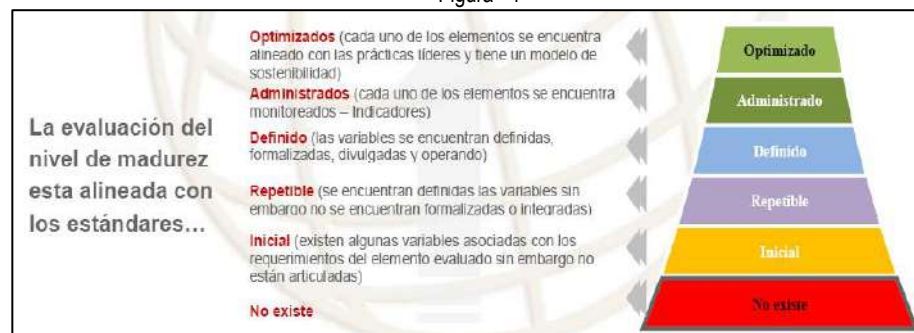 Optimizados (cada uno de los elementos se encuentra
alineado con las prácticas líderes y tiene un modelo de
sostenibilidad)
Administrados (cada uno de los elementos se encuentra
monitoreados – Indicadores)
Definido (las variables se encuentran definidas,
formalizadas, divulgadas y operando)
Repetible (se encuentran definidas las variables sin
embargo no se encuentran formalizadas o integradas)
Inicial (existen algunas variables asociadas con los
requerimientos del elemento evaluado sin embargo no
están articuladas)
No existe
La evaluación del
nivel de madurez
esta alineada con
los estándares...
Optimizado
Administrado
Definido
Repetible
Inicial
No existe